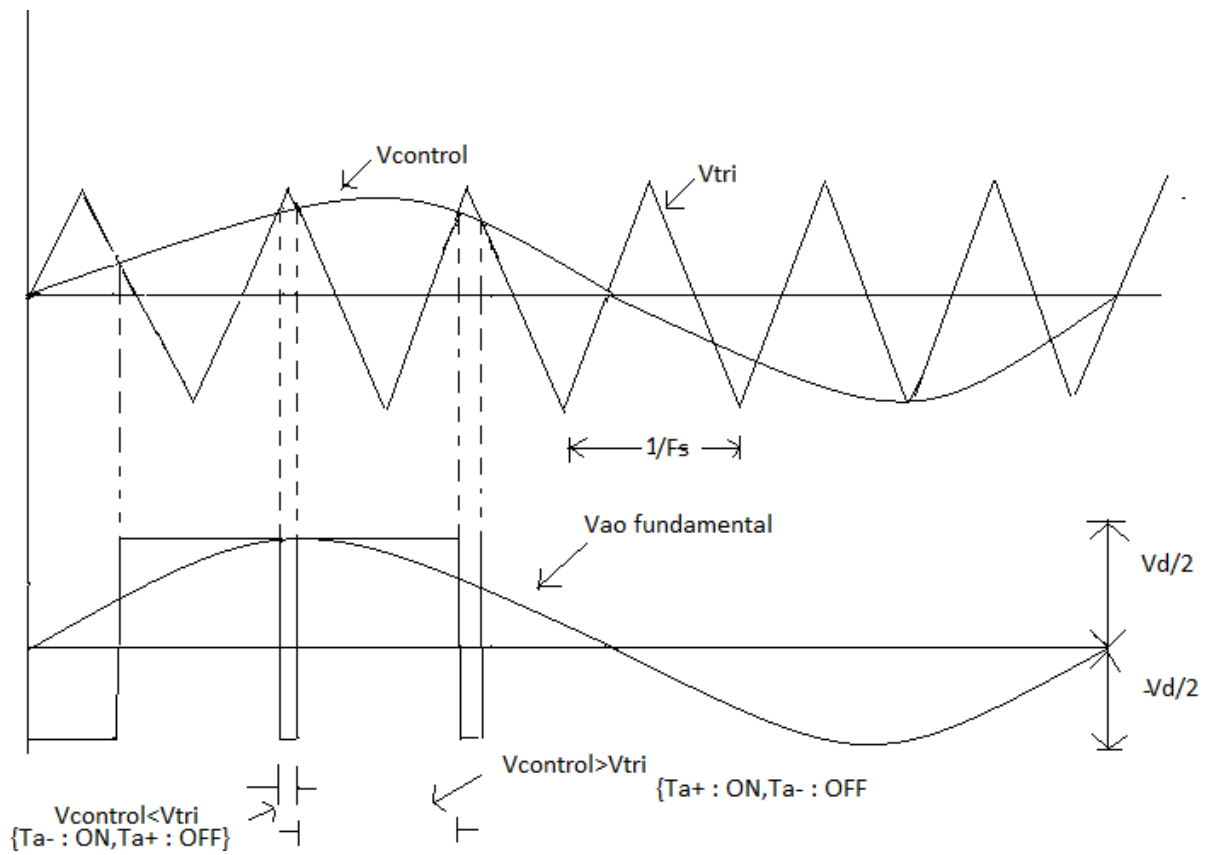 Vcontrol
Vtri
1/Fs
Vao fundamental
Vd/2
-Vd/2
Vcontrol>Vtri
{Ta+ : ON,Ta- : OFF
Vcontrol<Vtri
{Ta- : ON,Ta+ : OFF}